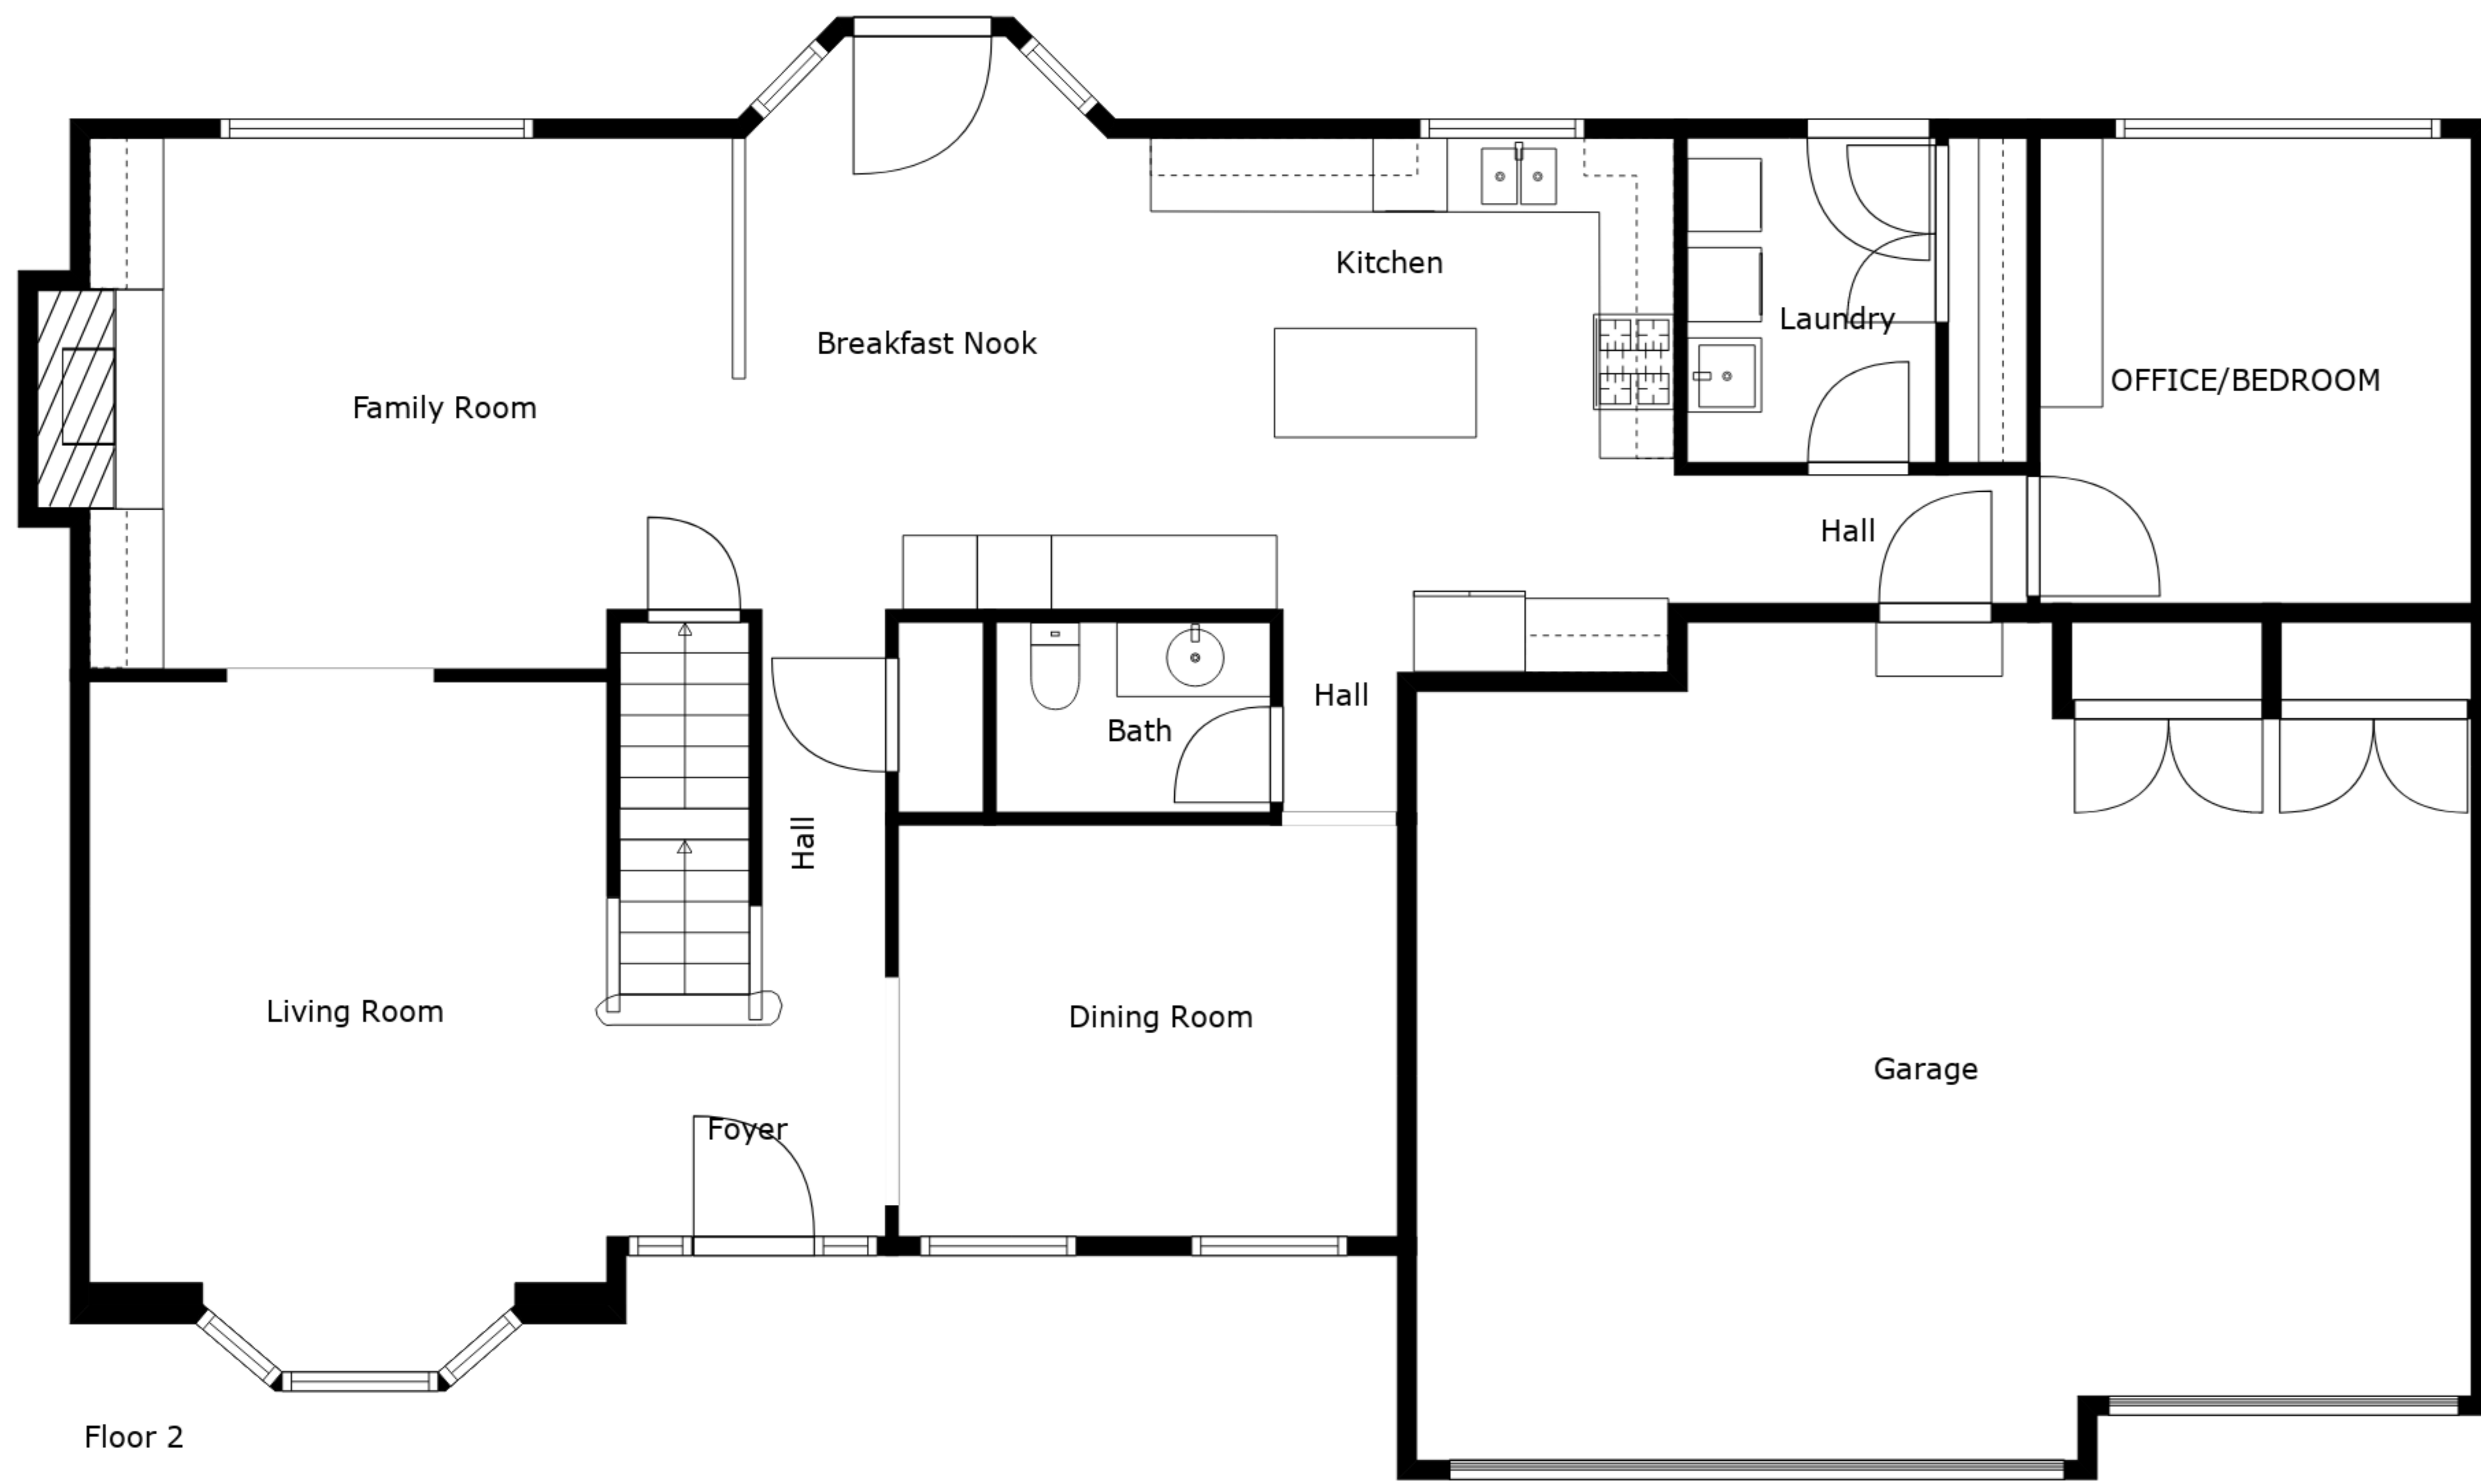 Kitchen
Laundry
Breakfast Nook
OFFICE/BEDROOM
Family Room
Hall
Hall
Bath
Hall
Living Room
Dining Room
Garage
Foyer
Floor 2